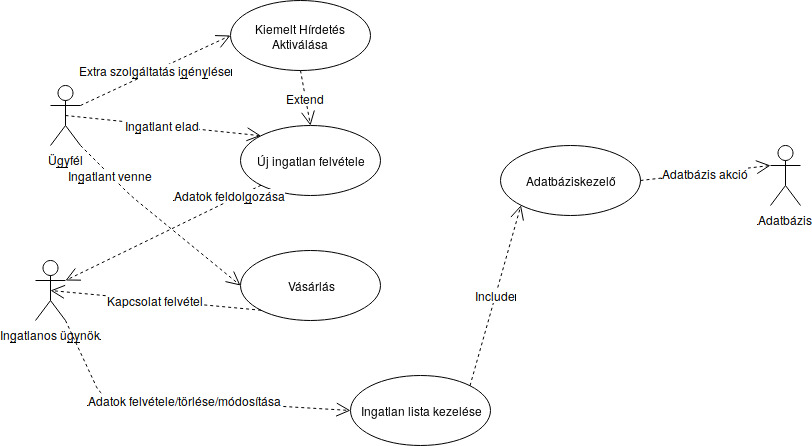 Kiemelt Hírdetés
Aktiválása
Extra szolgáltatás igénylése
Extend
Ingatlant elad
Új ingatlan felvétele
Ügyfél
Ingatlant venne
Adatok feldolgozása
Adatbáziskezelő
Adatbázis akció
Adatbázis
Vásárlás
Kapcsolat felvétel
Include
Ingatlanos ügynök
Adatok felvétele/törlése/módosítása
Ingatlan lista kezelése